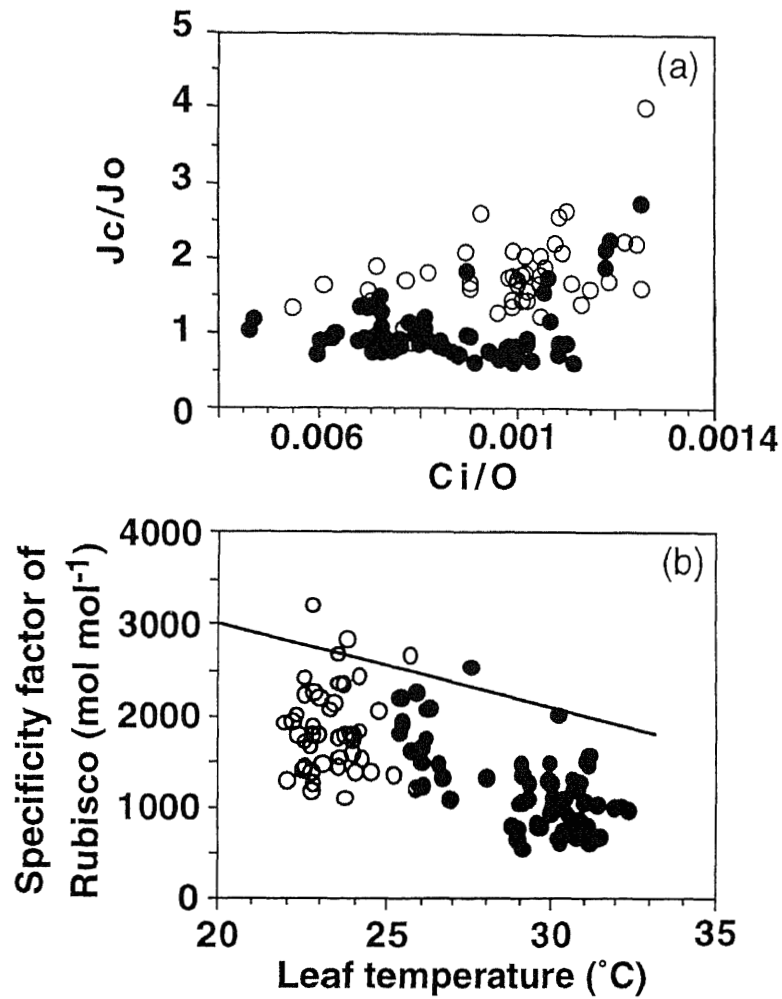 5
(a)
4
3
Jc/Jo
2
1
0
0.006 0.001 0.0014
Ci/O
4000
(b)
3000
Specificity factor of
Rubisco (mol mol⁻¹)
2000
1000
0
20 25 30 35
Leaf temperature (˚C)